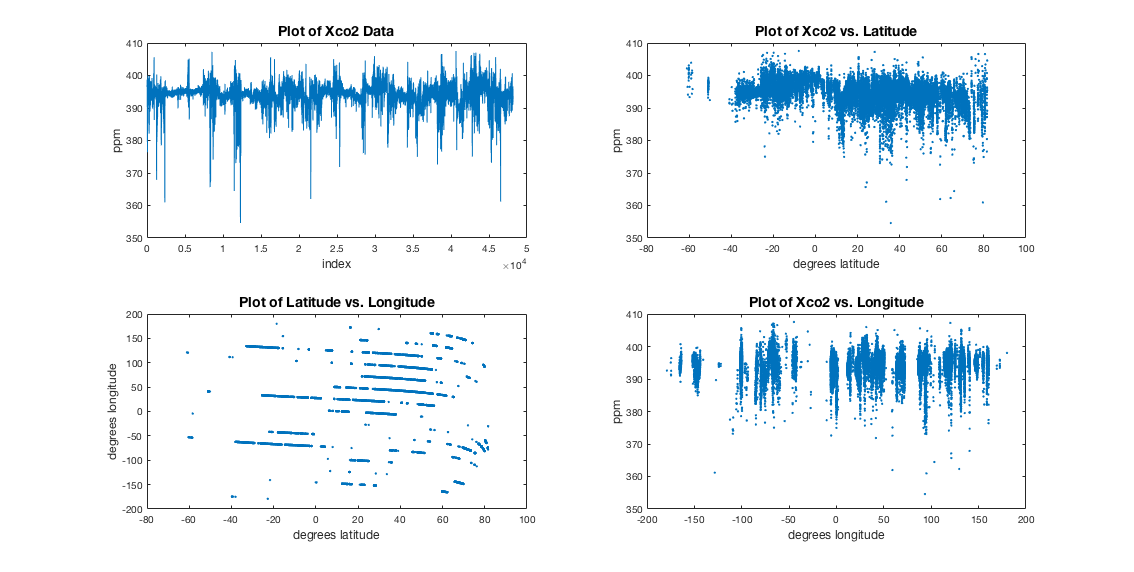 Plot of Xco2 Data
410
400
390
380
370
360
350
ppm
0 0.5 1 1.5 2 2.5 3 3.5 4 4.5 5
index
×10^4
Plot of Xco2 vs. Latitude
410
400
390
380
370
360
350
ppm
-80 -60 -40 -20 0 20 40 60 80 100
degrees latitude
Plot of Latitude vs. Longitude
200
150
100
50
0
-50
-100
-150
-200
degrees longitude
-80 -60 -40 -20 0 20 40 60 80 100
degrees latitude
Plot of Xco2 vs. Longitude
410
400
390
380
370
360
350
ppm
-200 -150 -100 -50 0 50 100 150 200
degrees longitude